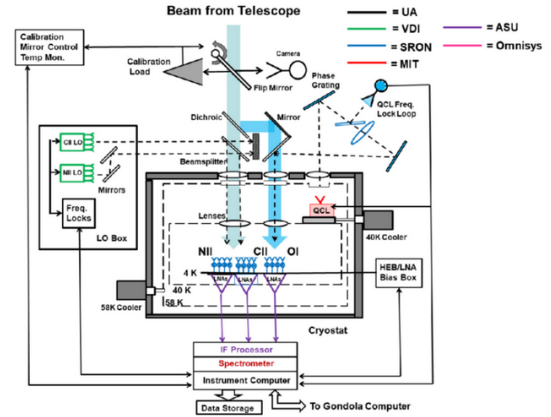 Beam from Telescope
= UA
= VDI
= SRON
= MIT
= ASU
= Omnisys
Calibration
Mirror Control
Temp Mon.
Calibration
Load
Camera
Flip Mirror
Phase
Grating
QCL Freq.
Lock Loop
Dichroic
Mirror
CII LO
NII LO
Beamsplitter
Mirrors
Freq.
Locks
LO Box
Lenses
QCL
40K Cooler
NII
CII
OI
4 K
LNAs
LNAs
LNAs
HEB/LNA
Bias Box
40 K
58 K
58K Cooler
Cryostat
IF Processor
Spectrometer
Instrument Computer
Data Storage
To Gondola Computer